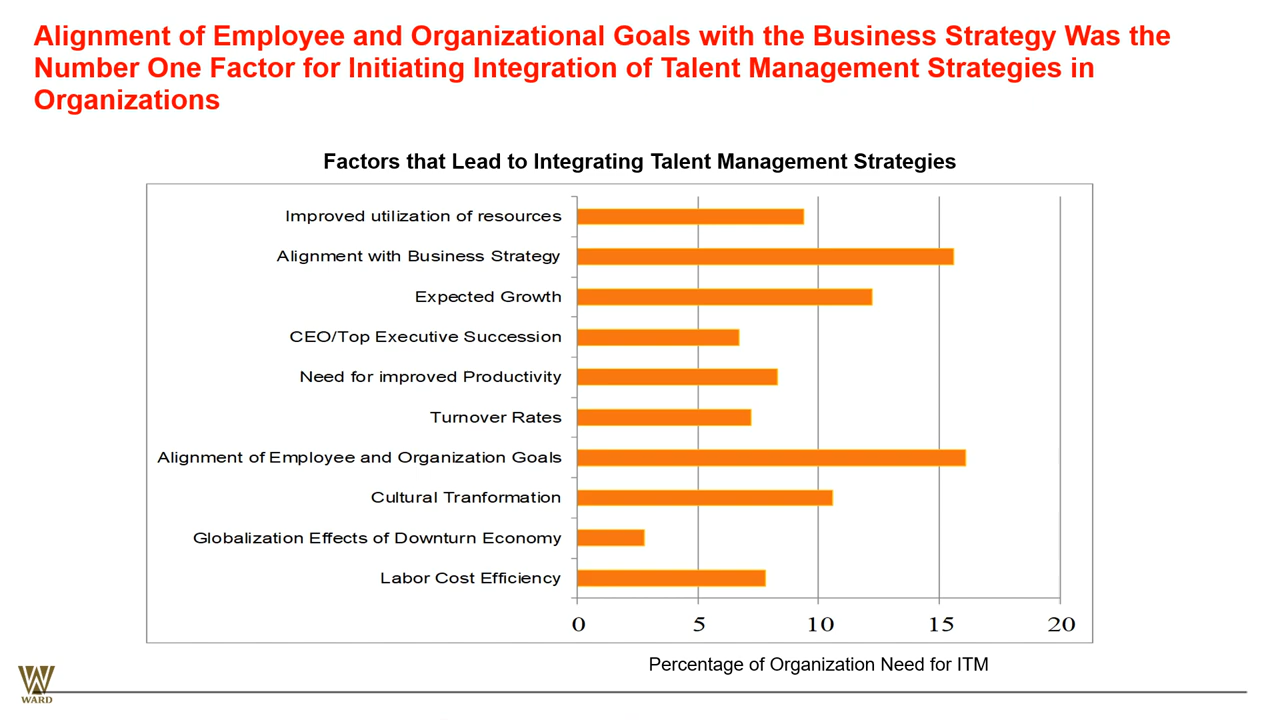 Alignment of Employee and Organizational Goals with the Business Strategy Was the
Number One Factor for Initiating Integration of Talent Management Strategies in
Organizations
Factors that Lead to Integrating Talent Management Strategies
Improved utilization of resources
Alignment with Business Strategy
Expected Growth
CEO/Top Executive Succession
Need for improved Productivity
Turnover Rates
Alignment of Employee and Organization Goals
Cultural Tranformation
Globalization Effects of Downturn Economy
Labor Cost Efficiency
0 5 10 15 20
Percentage of Organization Need for ITM
WARD